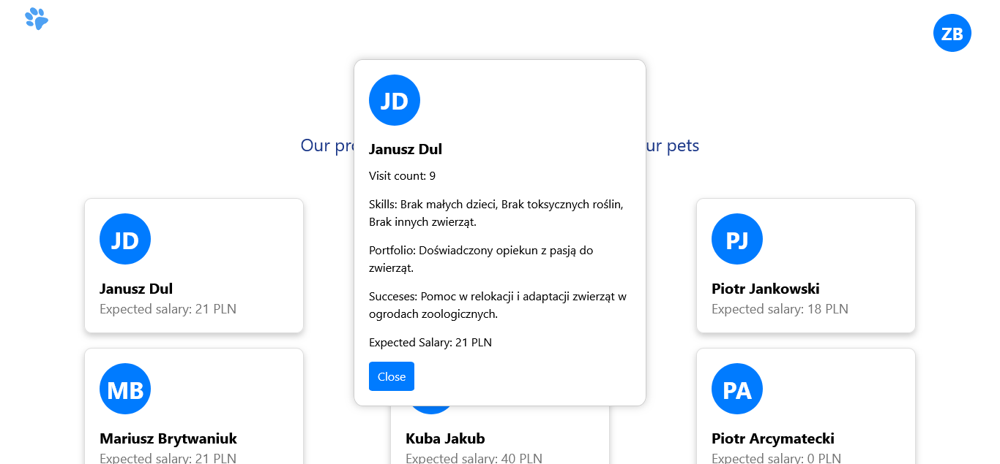 ZB
JD
Our pro
ur pets
Janusz Dul
Visit count: 9
Skills: Brak małych dzieci, Brak toksycznych roślin,
Brak innych zwierząt.
Portfolio: Doświadczony opiekun z pasją do
zwierząt.
Succeses: Pomoc w relokacji i adaptacji zwierząt w
ogrodach zoologicznych.
Expected Salary: 21 PLN
Close
JD
Janusz Dul
Expected salary: 21 PLN
PJ
Piotr Jankowski
Expected salary: 18 PLN
MB
Mariusz Brytwaniuk
Expected salary: 21 PLN
Kuba Jakub
Expected salary: 40 PLN
PA
Piotr Arcymatecki
Expected salary: 0 PLN